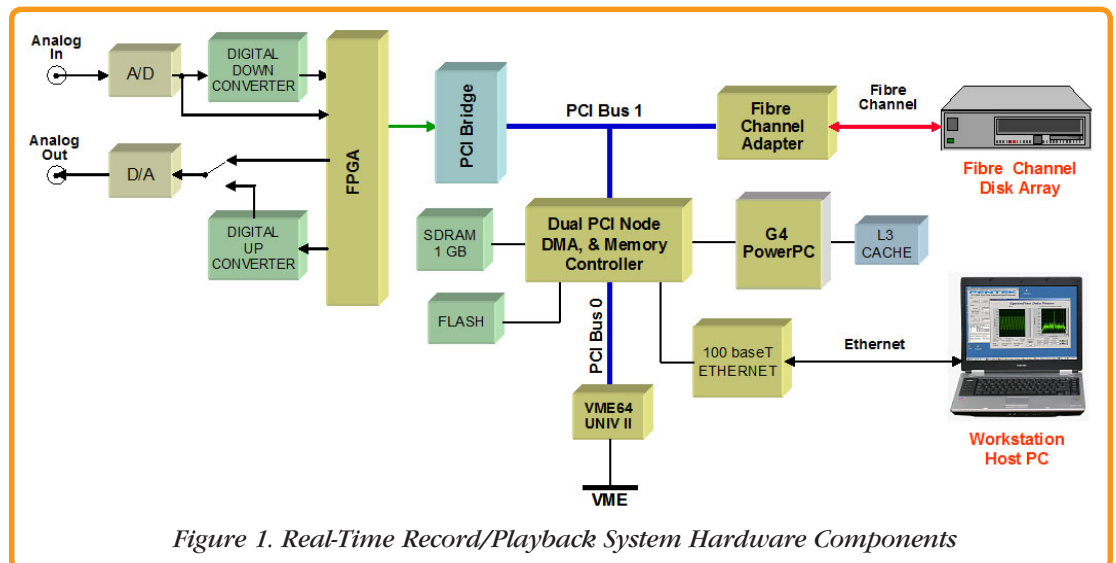 Analog
In
A/D
DIGITAL
DOWN
CONVERTER
Analog
Out
D/A
DIGITAL
UP
CONVERTER
FPGA
PCI Bridge
PCI Bus 1
Fibre
Channel
Adapter
Fibre
Channel
Fibre Channel
Disk Array
SDRAM
1 GB
Dual PCI Node
DMA, & Memory
Controller
G4
PowerPC
L3
CACHE
FLASH
PCI Bus 0
100 baseT
ETHERNET
Ethernet
PENTEK
VME64
UNIV II
VME
Workstation
Host PC
Figure 1. Real-Time Record/Playback System Hardware Components